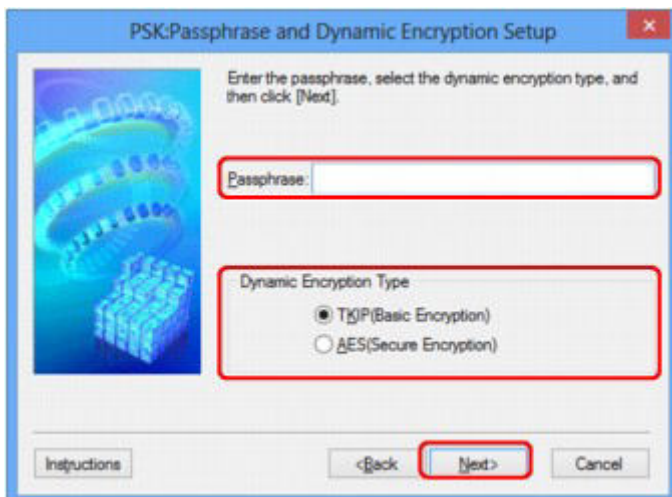 PSK:Passphrase and Dynamic Encryption Setup
Enter the passphrase, select the dynamic encryption type, and
then click [Next].
Passphrase:
Dynamic Encryption Type
TKIP(Basic Encryption)
AES(Secure Encryption)
Instructions
<Back
Next>
Cancel